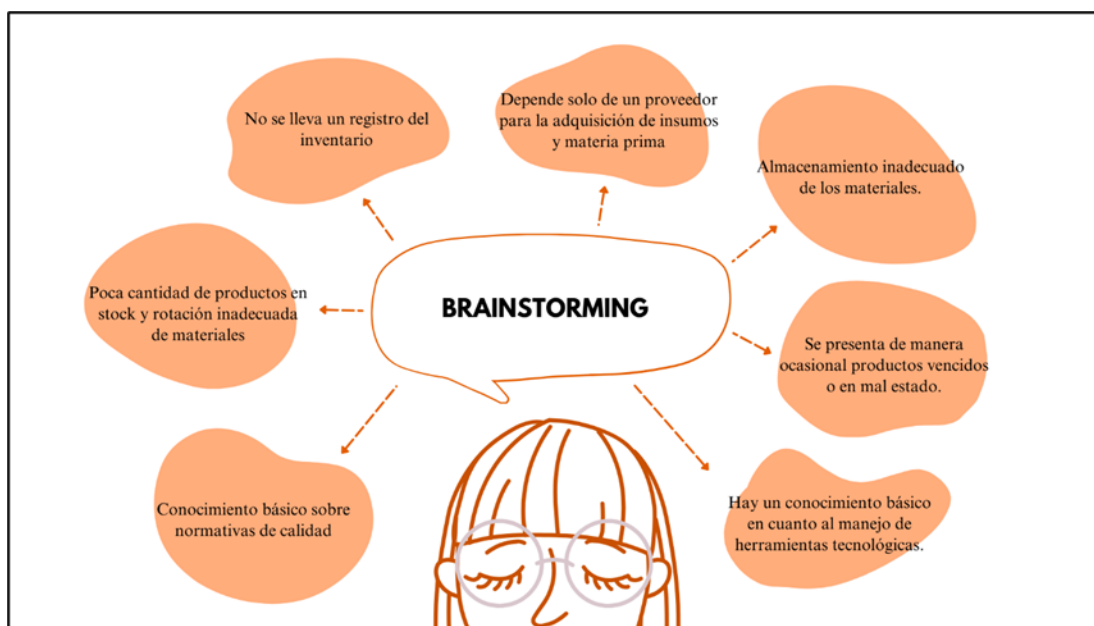 No se lleva un registro del
inventario
Depende solo de un proveedor
para la adquisición de insumos
y materia prima
Almacenamiento inadecuado
de los materiales.
Poca cantidad de productos en
stock y rotación inadecuada
de materiales
BRAINSTORMING
Se presenta de manera
ocasional productos vencidos
o en mal estado.
Conocimiento básico sobre
normativas de calidad
Hay un conocimiento básico
en cuanto al manejo de
herramientas tecnológicas.